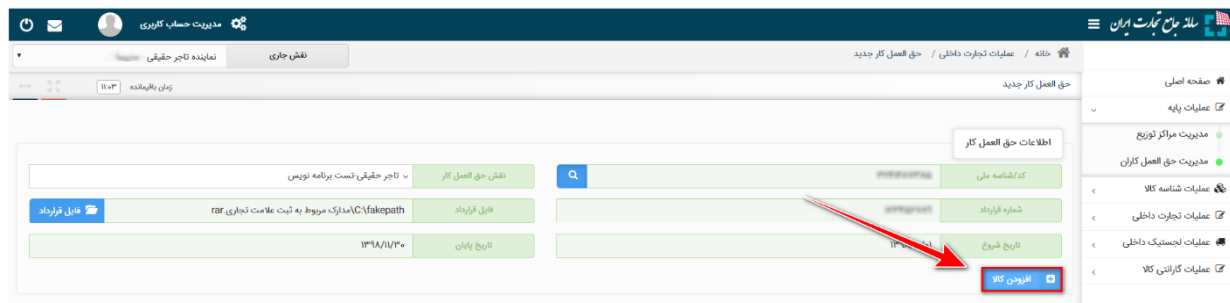 سامانه جامع تجارت ایران
مدیریت حساب کاربری
خانه / عملیات تجارت داخلی / حق العمل کار جدید
نقش جاری
نماینده تاجر حقیقی
حق العمل کار جدید
زمان باقیمانده ۱۱:۰۳
صفحه اصلی
عملیات پایه
مدیریت مراکز توزیع
مدیریت حق العمل کاران
عملیات شناسه کالا
عملیات تجارت داخلی
عملیات لجستیک داخلی
عملیات گارانتی کالا
اطلاعات حق العمل کار
کد/شناسه ملی
نقش حق العمل کار
تاجر حقیقی-تست برنامه نویس
شماره قرارداد
فایل قرارداد
C:\fakepath\مدارک مربوط به ثبت علامت تجاری.rar
فایل قرارداد
تاریخ شروع
تاریخ پایان
۱۳۹۸/۱۱/۳۰
افزودن کالا